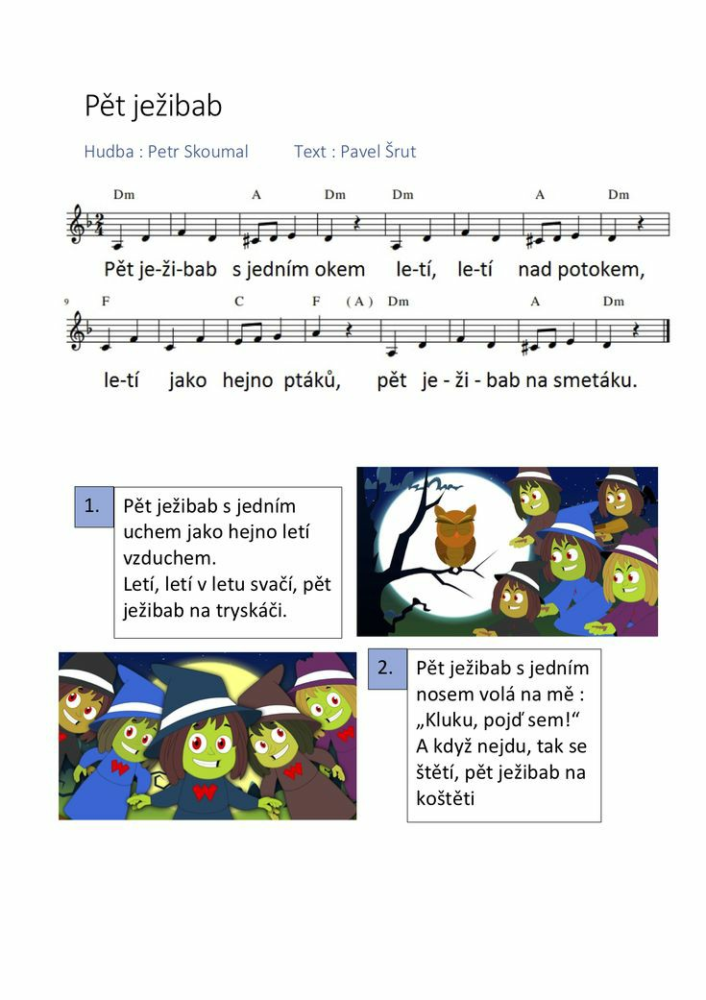 Pět ježibab
Hudba : Petr Skoumal Text : Pavel Šrut
Dm A Dm Dm A Dm
2
4
Pět je-ži-bab s jedním okem le-tí, le-tí nad potokem,
9 F C F ( A ) Dm A Dm
le-tí jako hejno ptáků, pět je - ži - bab na smetáku.
1.
Pět ježibab s jedním
uchem jako hejno letí
vzduchem.
Letí, letí v letu svačí, pět
ježibab na tryskáči.
2.
Pět ježibab s jedním
nosem volá na mě :
„Kluku, pojď sem!“
A když nejdu, tak se
štětí, pět ježibab na
koštěti
W
W
W